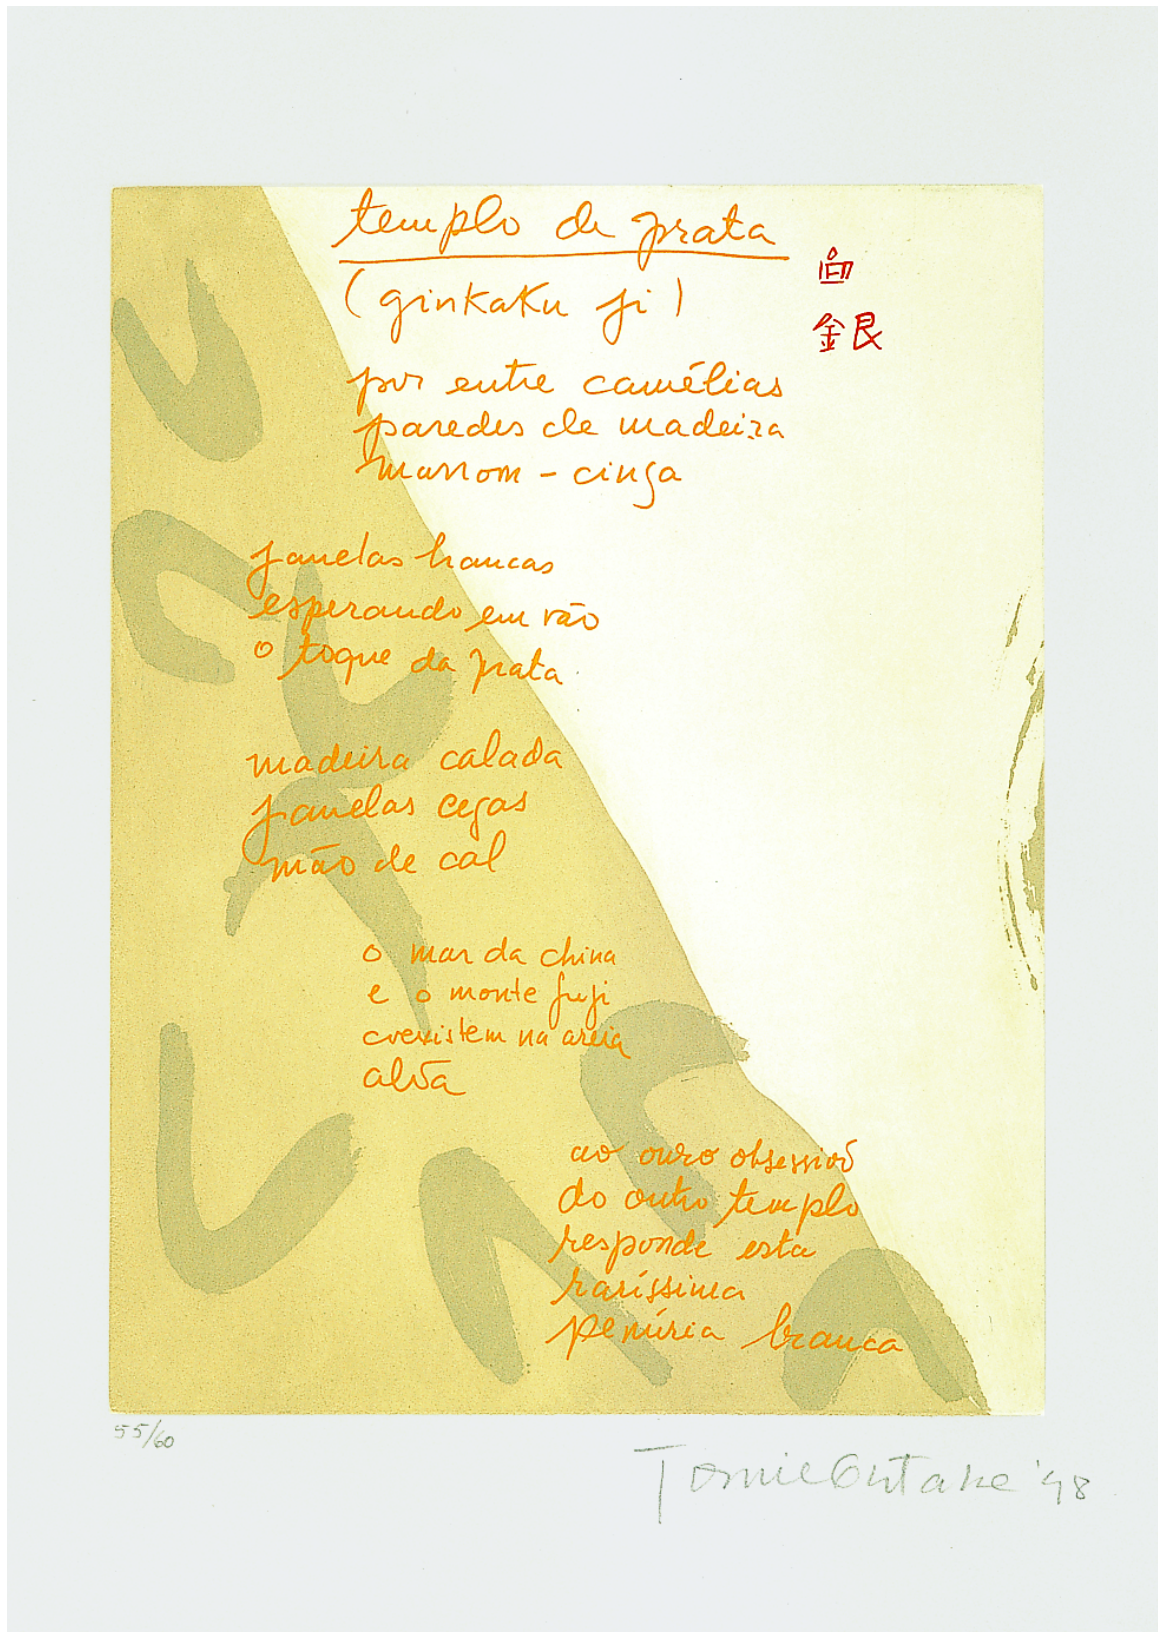 templo de prata
(ginkaku ji)
白
銀
por entre camélias
paredes de madeira
marrom - cinza
janelas brancas
esperando em vão
o toque da prata
madeira calada
janelas cegas
mão de cal
o mar da china
e o monte fuji
coexistem na areia
alva
ao ouro obsessivo
do outro templo
responde esta
raríssima
penúria branca
55/60
Tomie Ohtake '98